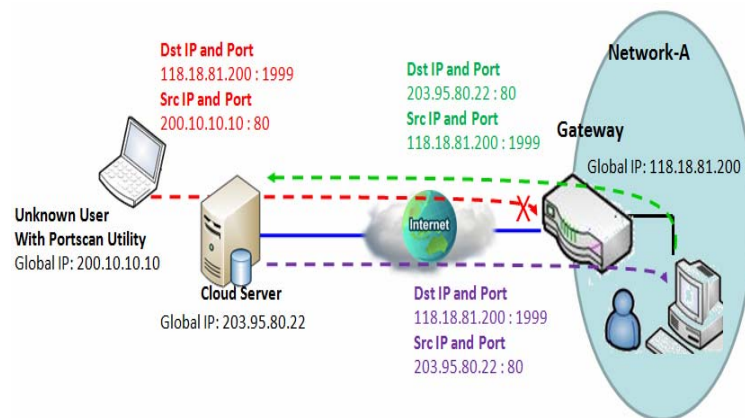 Dst IP and Port
118.18.81.200 : 1999
Src IP and Port
200.10.10.10 : 80
Dst IP and Port
203.95.80.22 : 80
Src IP and Port
118.18.81.200 : 1999
Network-A
Gateway
Global IP: 118.18.81.200
Unknown User
With Portscan Utility
Global IP: 200.10.10.10
Internet
Cloud Server
Global IP: 203.95.80.22
Dst IP and Port
118.18.81.200 : 1999
Src IP and Port
203.95.80.22 : 80